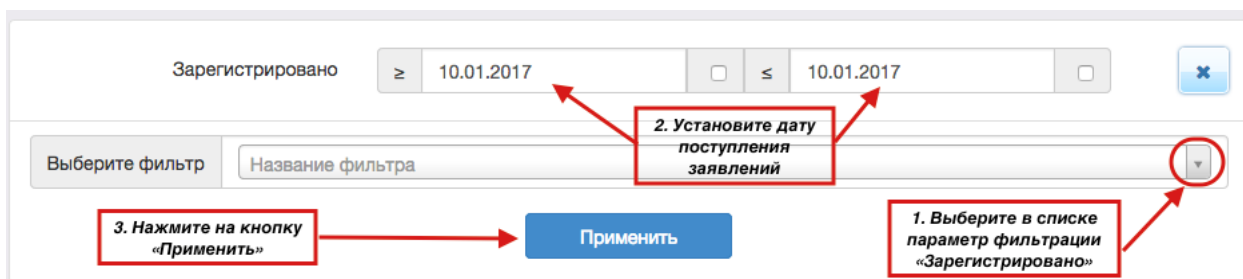 Зарегистрировано ≥ 10.01.2017 ≤ 10.01.2017
2. Установите дату
поступления
заявлений
Выберите фильтр Название фильтра
3. Нажмите на кнопку
«Применить»
Применить
1. Выберите в списке
параметр фильтрации
«Зарегистрировано»